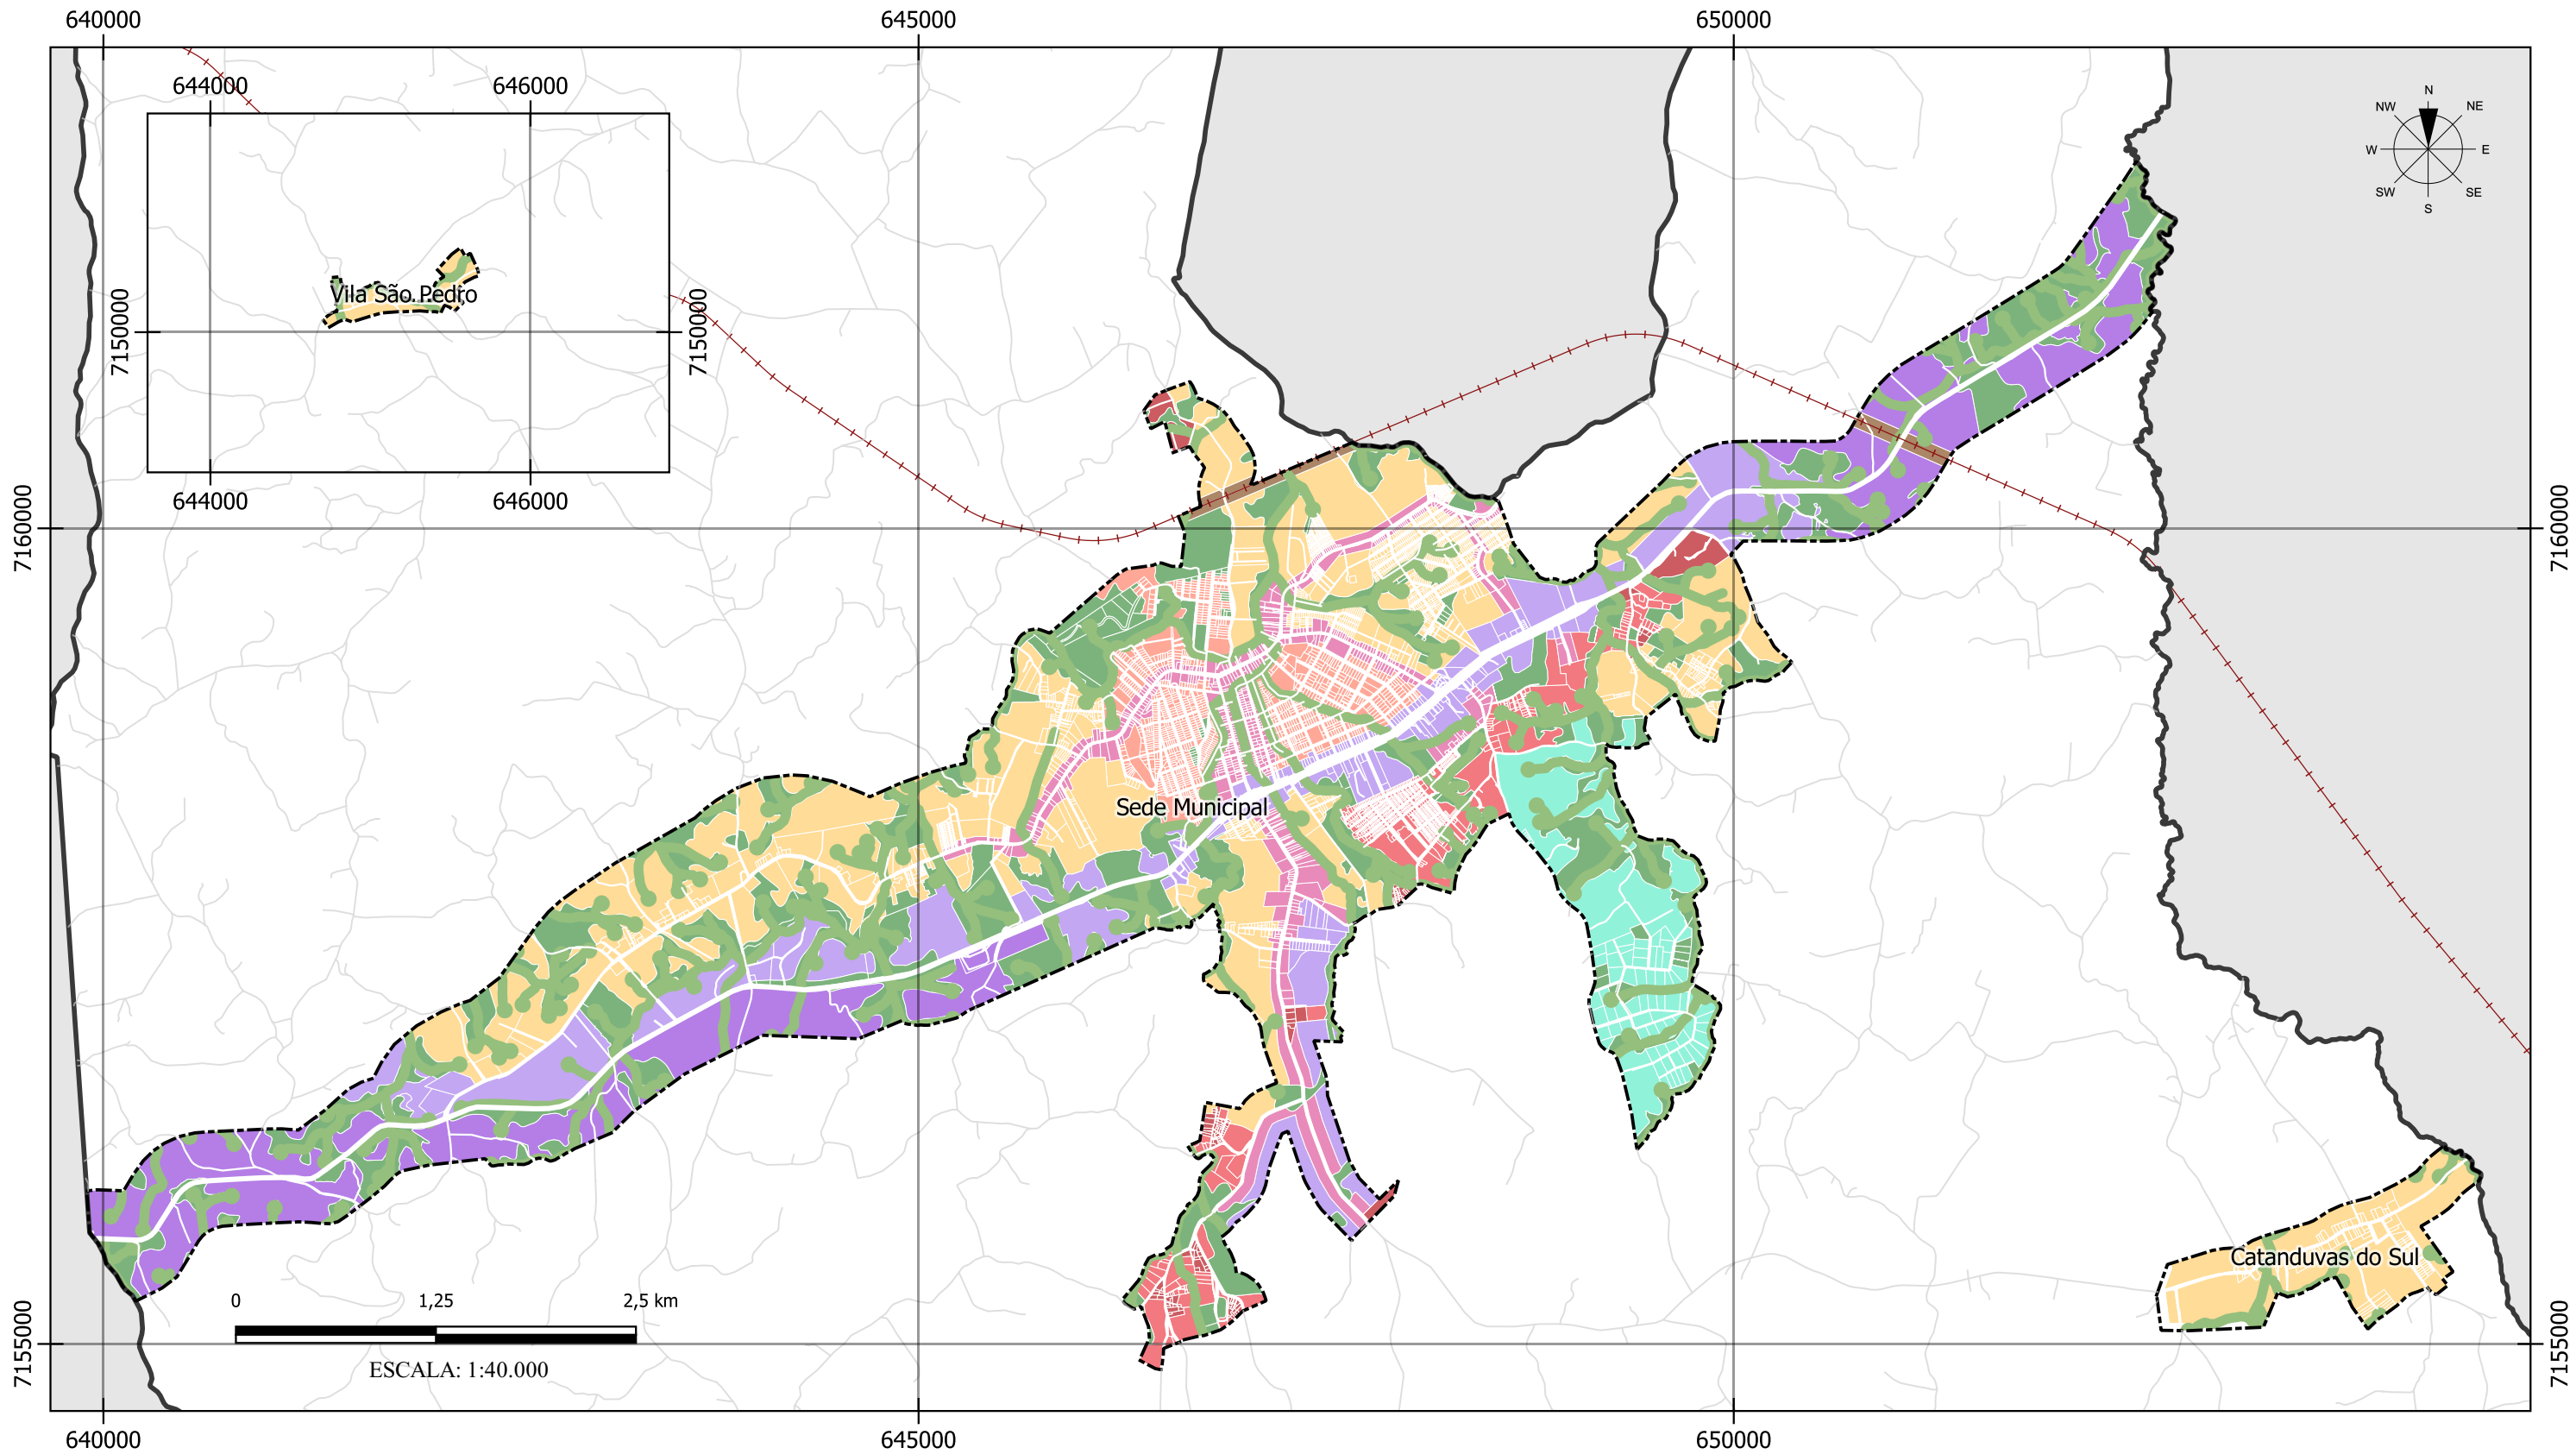 640000 645000 650000
644000 646000
N
NW NE
W E
SW SE
S
Vila São Pedro
7150000 7150000
644000 646000
7160000 7160000
Sede Municipal
Catanduvas do Sul
0 1,25 2,5 km
ESCALA: 1:40.000
7155000 7155000
640000 645000 650000